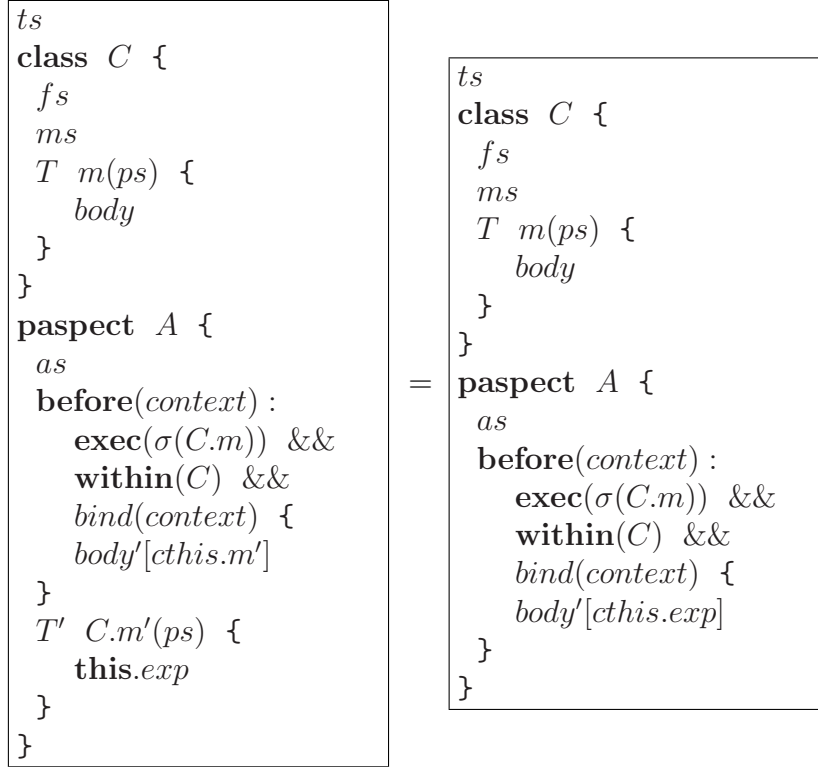 ts
class C {
fs
ms
T m(ps) {
body
}
}
paspect A {
as
before(context) :
exec(σ(C.m)) &&
within(C) &&
bind(context) {
body′[cthis.m′]
}
T′ C.m′(ps) {
this.exp
}
}
=
ts
class C {
fs
ms
T m(ps) {
body
}
}
paspect A {
as
before(context) :
exec(σ(C.m)) &&
within(C) &&
bind(context) {
body′[cthis.exp]
}
}